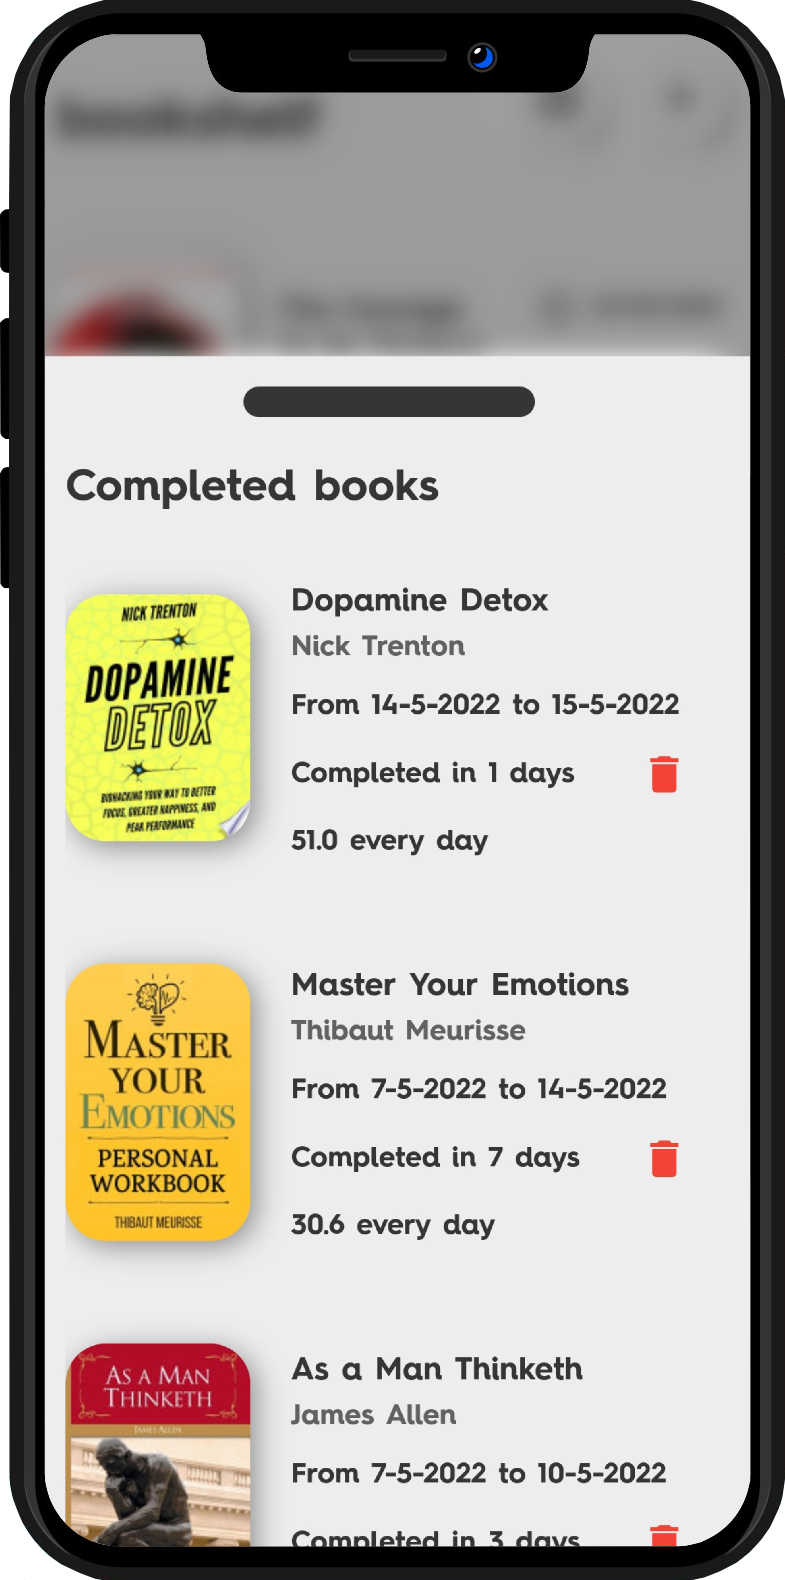 bookshelf
Completed books
NICK TRENTON
DOPAMINE
DETOX
BIOHACKING YOUR WAY TO BETTER
FOCUS, GREATER HAPPINESS, AND
PEAK PERFORMANCE
Dopamine Detox
Nick Trenton
From 14-5-2022 to 15-5-2022
Completed in 1 days
51.0 every day
MASTER
YOUR
EMOTIONS
PERSONAL
WORKBOOK
THIBAUT MEURISSE
Master Your Emotions
Thibaut Meurisse
From 7-5-2022 to 14-5-2022
Completed in 7 days
30.6 every day
AS A MAN
THINKETH
JAMES ALLEN
As a Man Thinketh
James Allen
From 7-5-2022 to 10-5-2022
Completed in 3 days